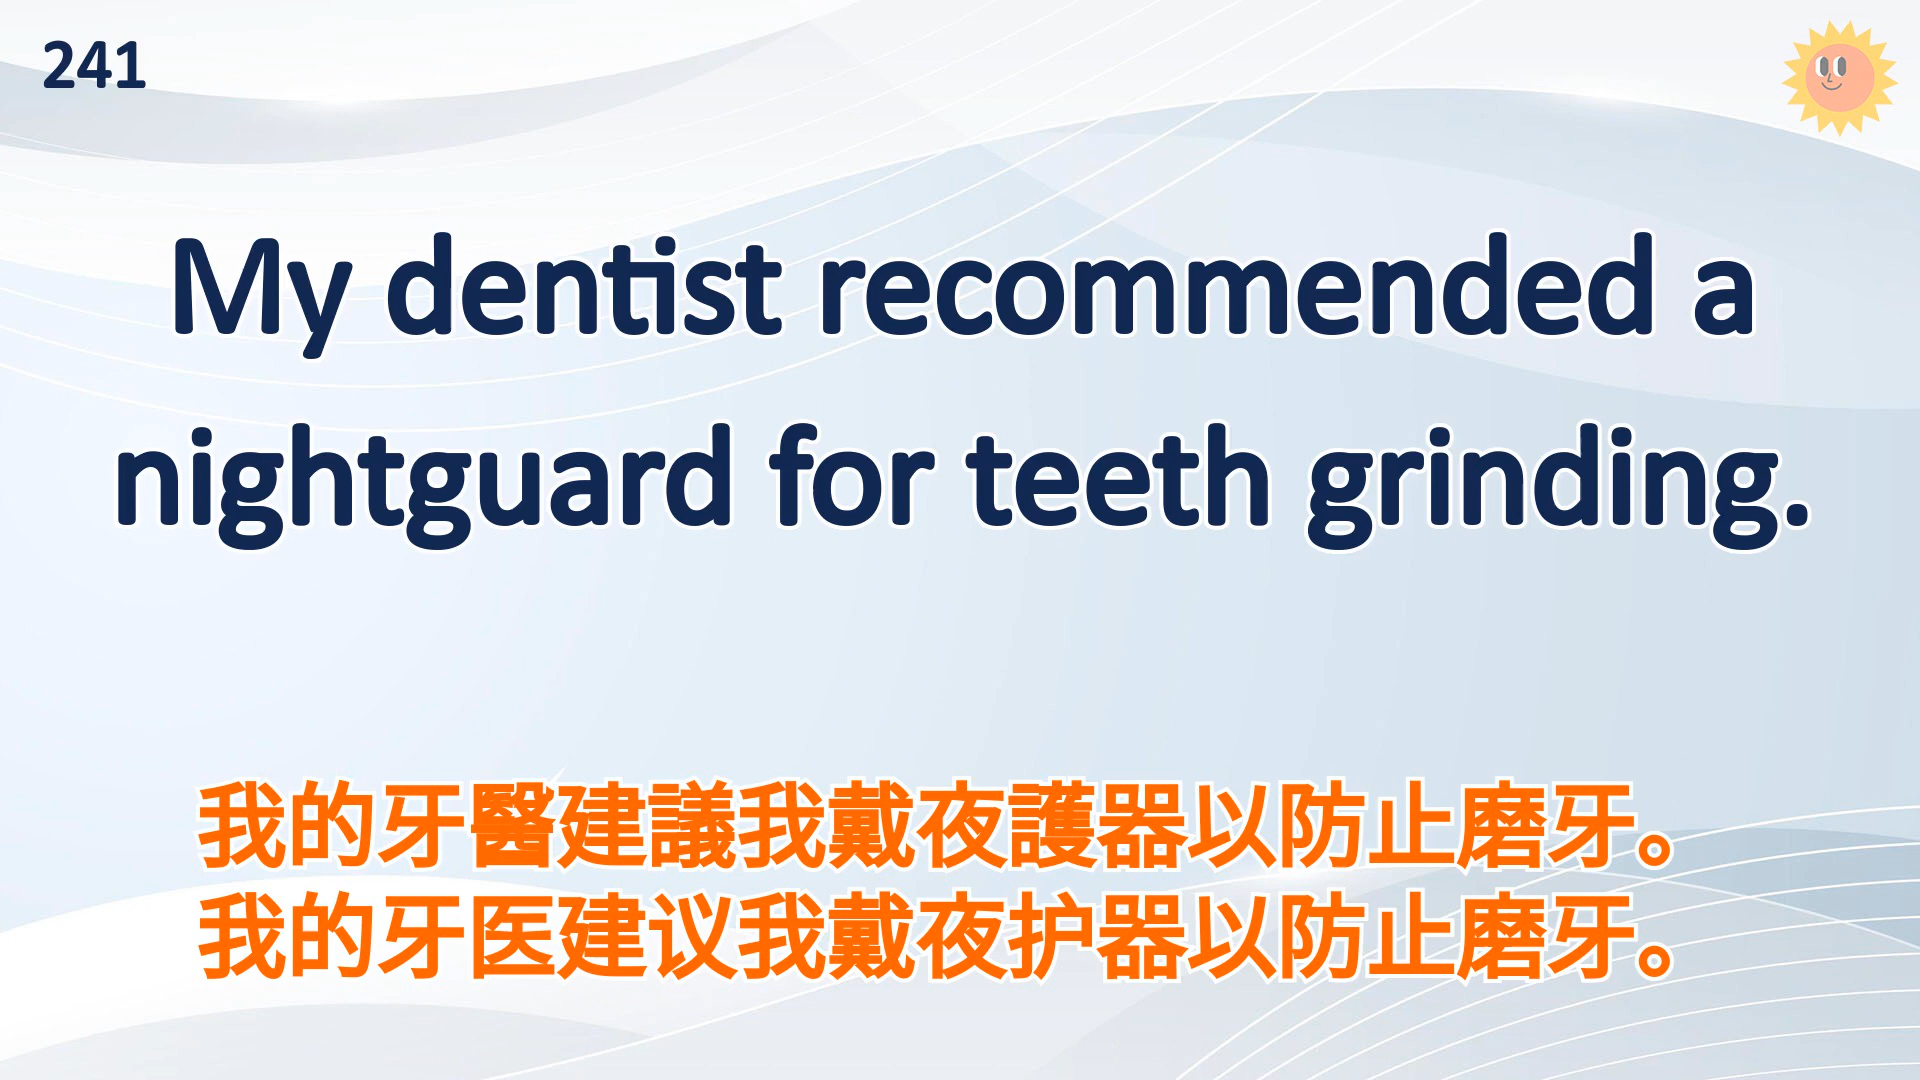 241
My dentist recommended a
nightguard for teeth grinding.
我的牙醫建議我戴夜護器以防止磨牙。
我的牙医建议我戴夜护器以防止磨牙。